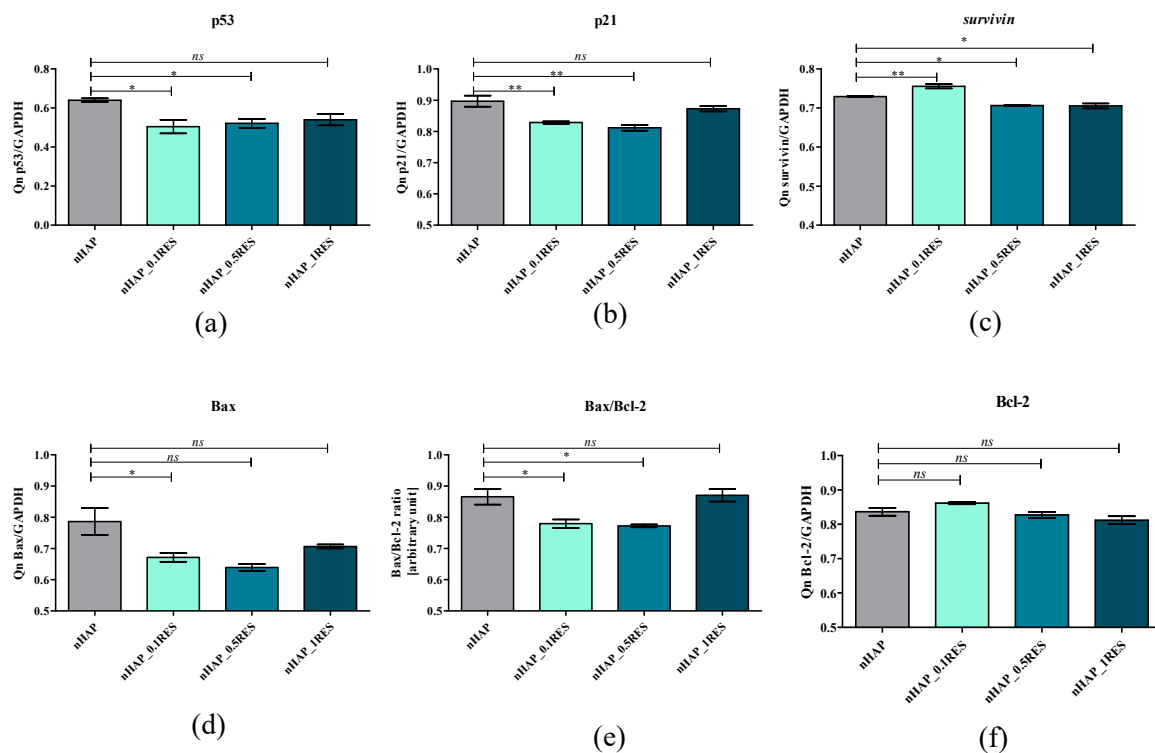 p53
ns
*
*
Qn p53/GAPDH
0.8
0.6
0.4
0.2
0.0
nHAP
nHAP_0.1RES
nHAP_0.5RES
nHAP_1RES
(a)
p21
ns
**
**
Qn p21/GAPDH
1.0
0.9
0.8
0.7
0.6
0.5
nHAP
nHAP_0.1RES
nHAP_0.5RES
nHAP_1RES
(b)
survivin
*
*
**
Qn survivin/GAPDH
0.8
0.7
0.6
0.5
0.4
nHAP
nHAP_0.1RES
nHAP_0.5RES
nHAP_1RES
(c)
Bax
ns
ns
*
Qn Bax/GAPDH
1.0
0.9
0.8
0.7
0.6
0.5
nHAP
nHAP_0.1RES
nHAP_0.5RES
nHAP_1RES
(d)
Bax/Bcl-2
ns
*
*
Bax/Bcl-2 ratio
[arbitrary unit]
1.0
0.9
0.8
0.7
0.6
0.5
nHAP
nHAP_0.1RES
nHAP_0.5RES
nHAP_1RES
(e)
Bcl-2
ns
ns
ns
Qn Bcl-2/GAPDH
1.0
0.9
0.8
0.7
0.6
0.5
nHAP
nHAP_0.1RES
nHAP_0.5RES
nHAP_1RES
(f)